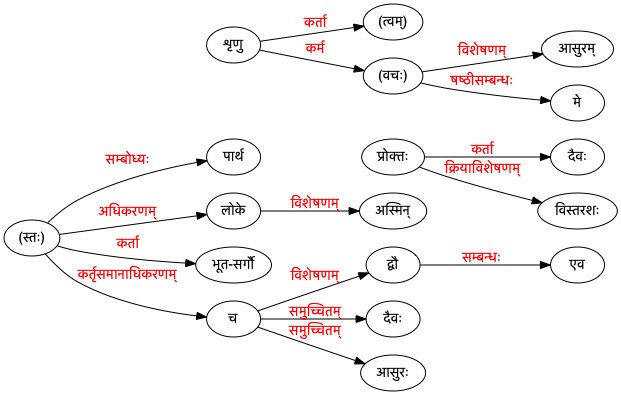 कर्ता
(त्वम्)
शृणु
कर्म
विशेषणम्
आसुरम्
(वचः)
षष्ठीसम्बन्धः
मे
सम्बोध्यः
पार्थ
प्रोक्तः
कर्ता
दैवः
क्रियाविशेषणम्
विस्तरशः
अधिकरणम्
लोके
विशेषणम्
अस्मिन्
(स्तः)
कर्ता
भूत-सर्गौ
कर्तृसमानाधिकरणम्
विशेषणम्
द्वौ
सम्बन्धः
एव
च
समुच्चितम्
दैवः
समुच्चितम्
आसुरः